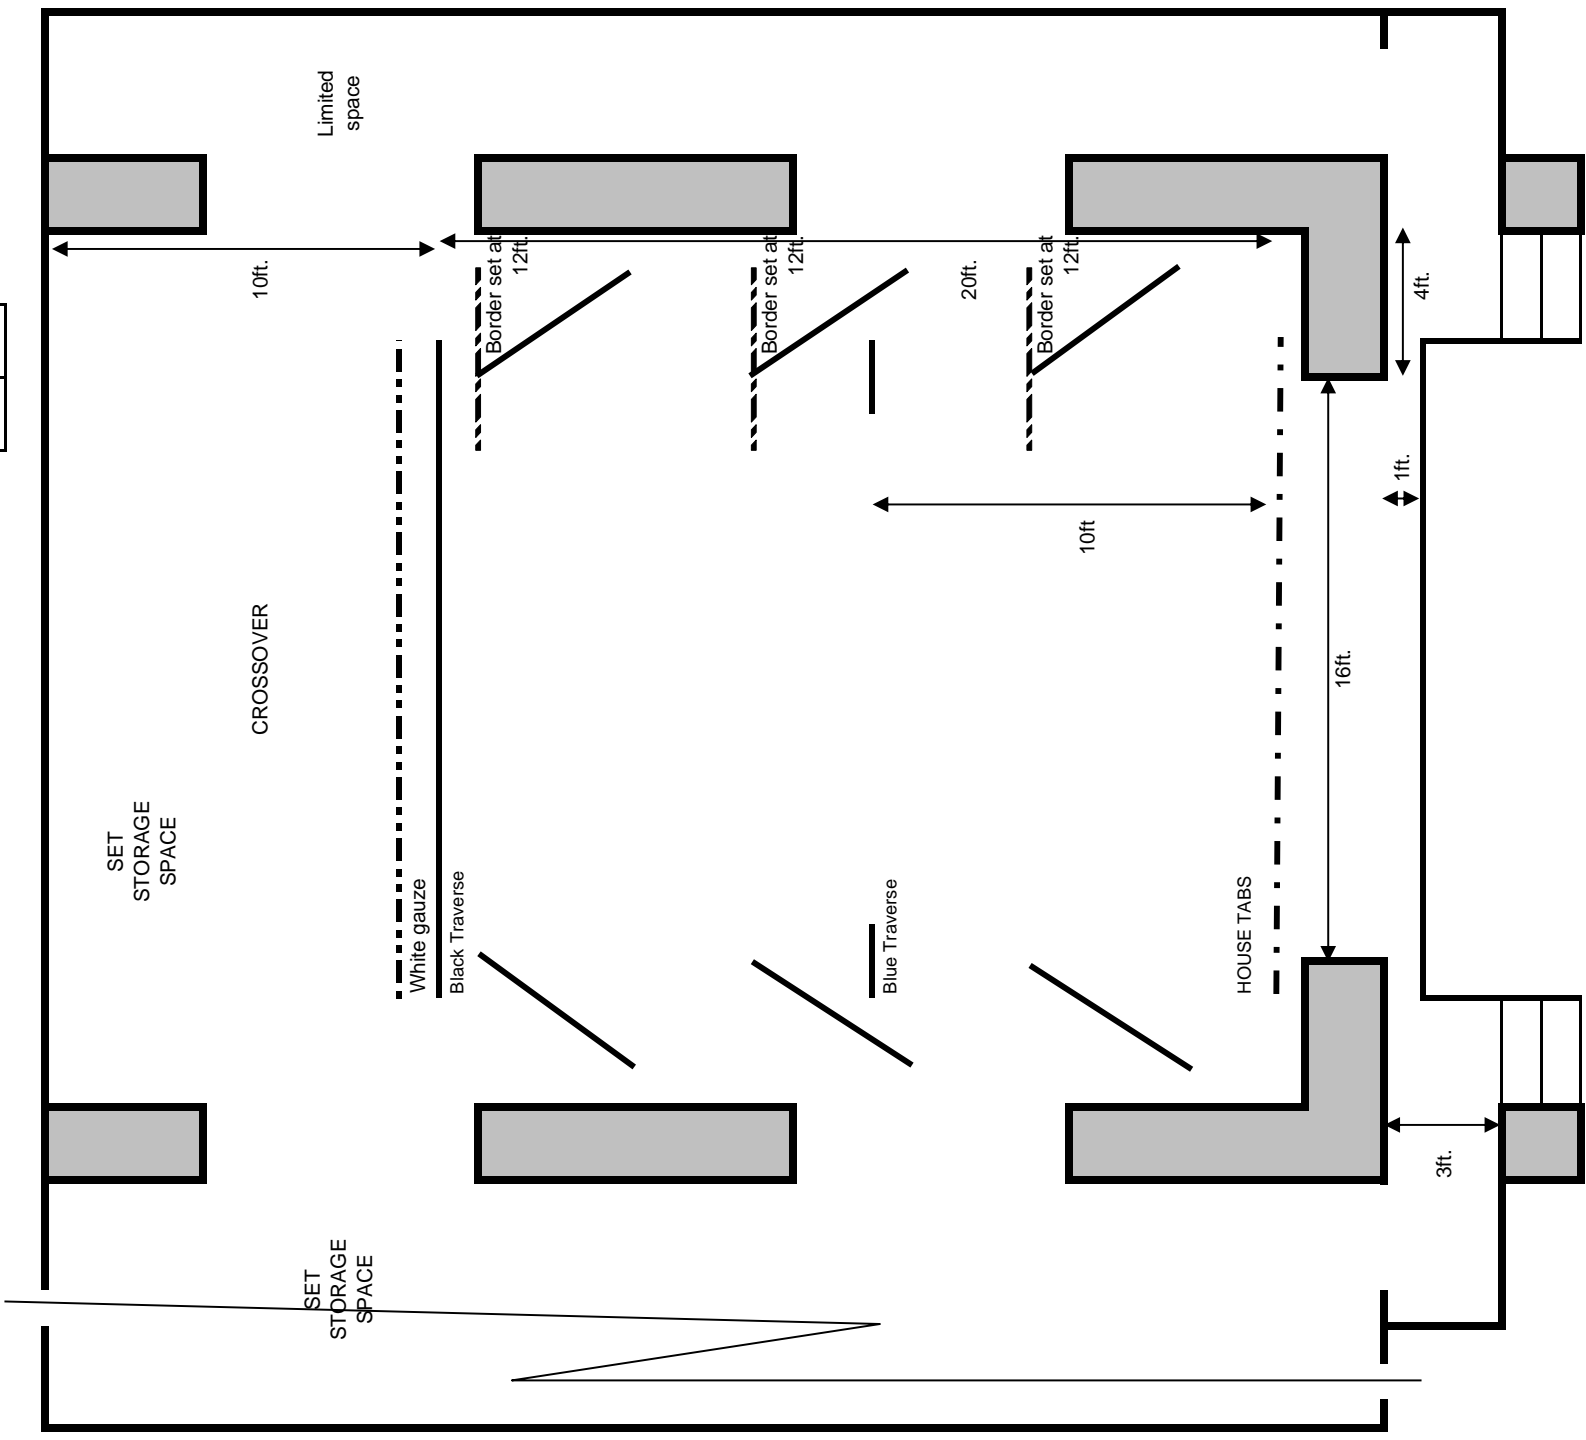 Limited
space
10ft.
Border set at
12ft.
Border set at
12ft.
20ft.
Border set at
12ft.
4ft.
1ft.
10ft
CROSSOVER
16ft.
SET
STORAGE
SPACE
White gauze
Black Traverse
Blue Traverse
HOUSE TABS
3ft.
SET
STORAGE
SPACE